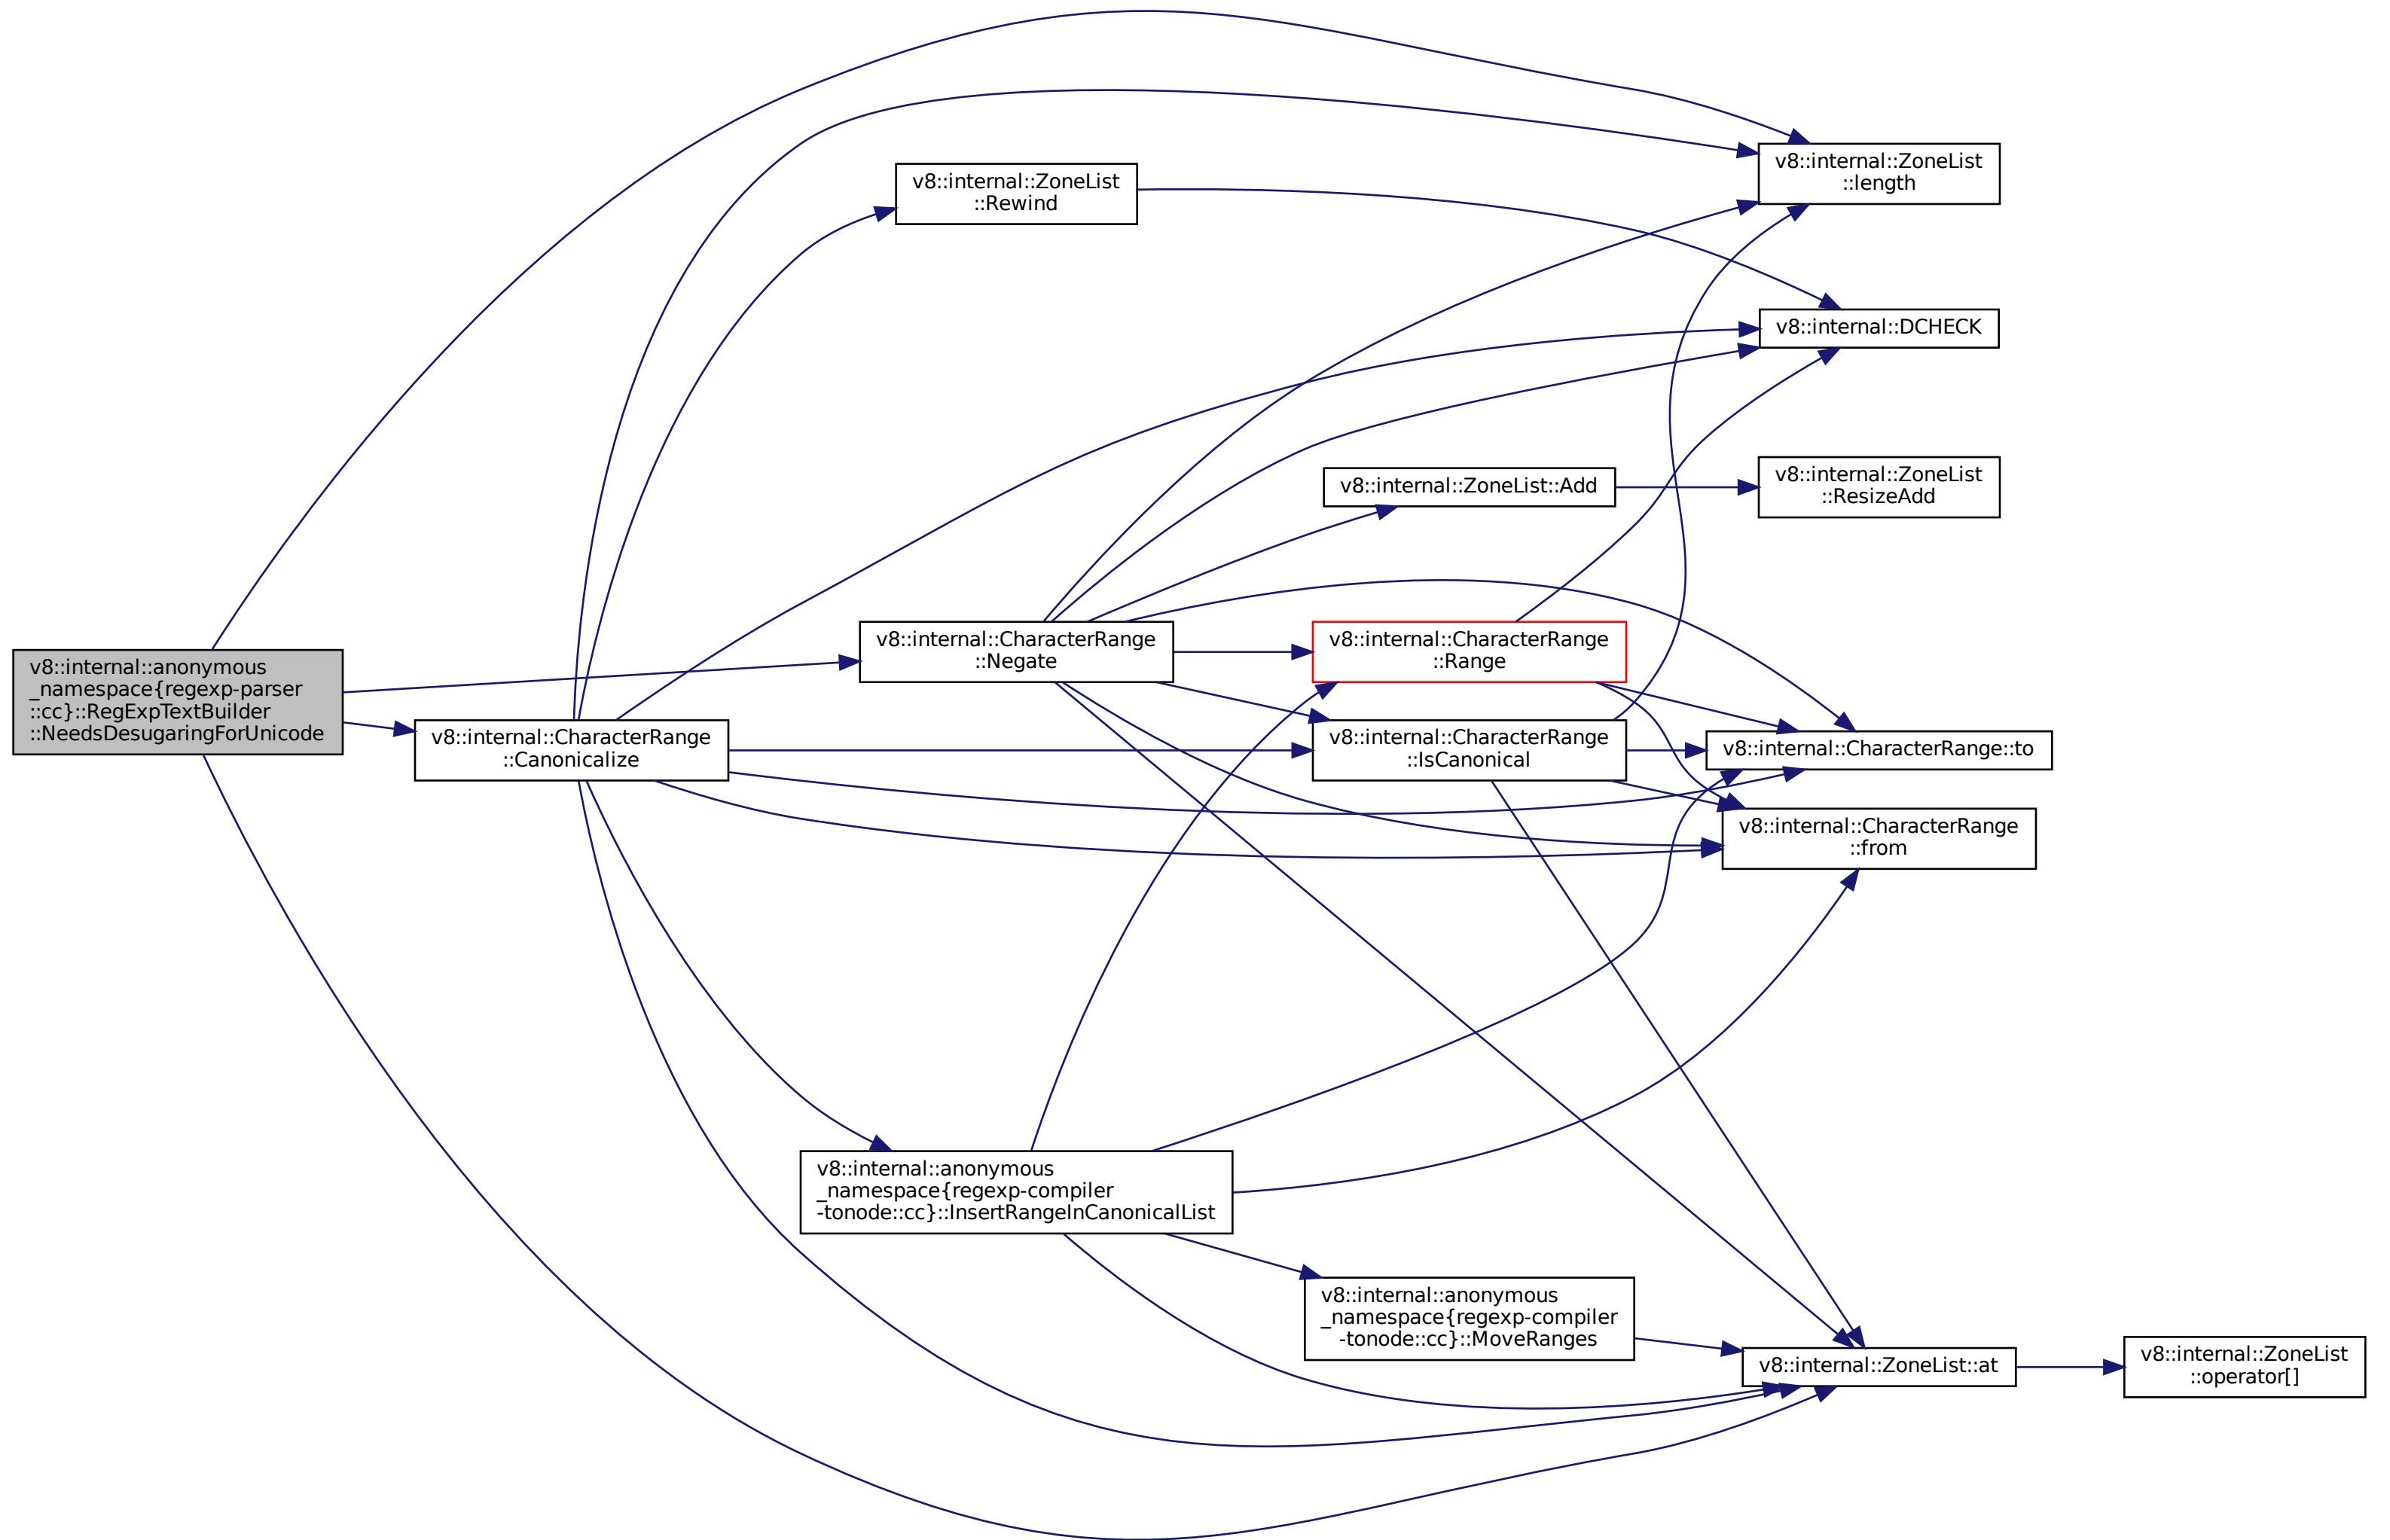 v8::internal::ZoneList
::length
v8::internal::ZoneList
::Rewind
v8::internal::DCHECK
v8::internal::ZoneList::Add
v8::internal::ZoneList
::ResizeAdd
v8::internal::CharacterRange
::Negate
v8::internal::CharacterRange
::Range
v8::internal::anonymous
_namespace{regexp-parser
::cc}::RegExpTextBuilder
::NeedsDesugaringForUnicode
v8::internal::CharacterRange
::Canonicalize
v8::internal::CharacterRange
::IsCanonical
v8::internal::CharacterRange::to
v8::internal::CharacterRange
::from
v8::internal::anonymous
_namespace{regexp-compiler
-tonode::cc}::InsertRangeInCanonicalList
v8::internal::anonymous
_namespace{regexp-compiler
-tonode::cc}::MoveRanges
v8::internal::ZoneList::at
v8::internal::ZoneList
::operator[]